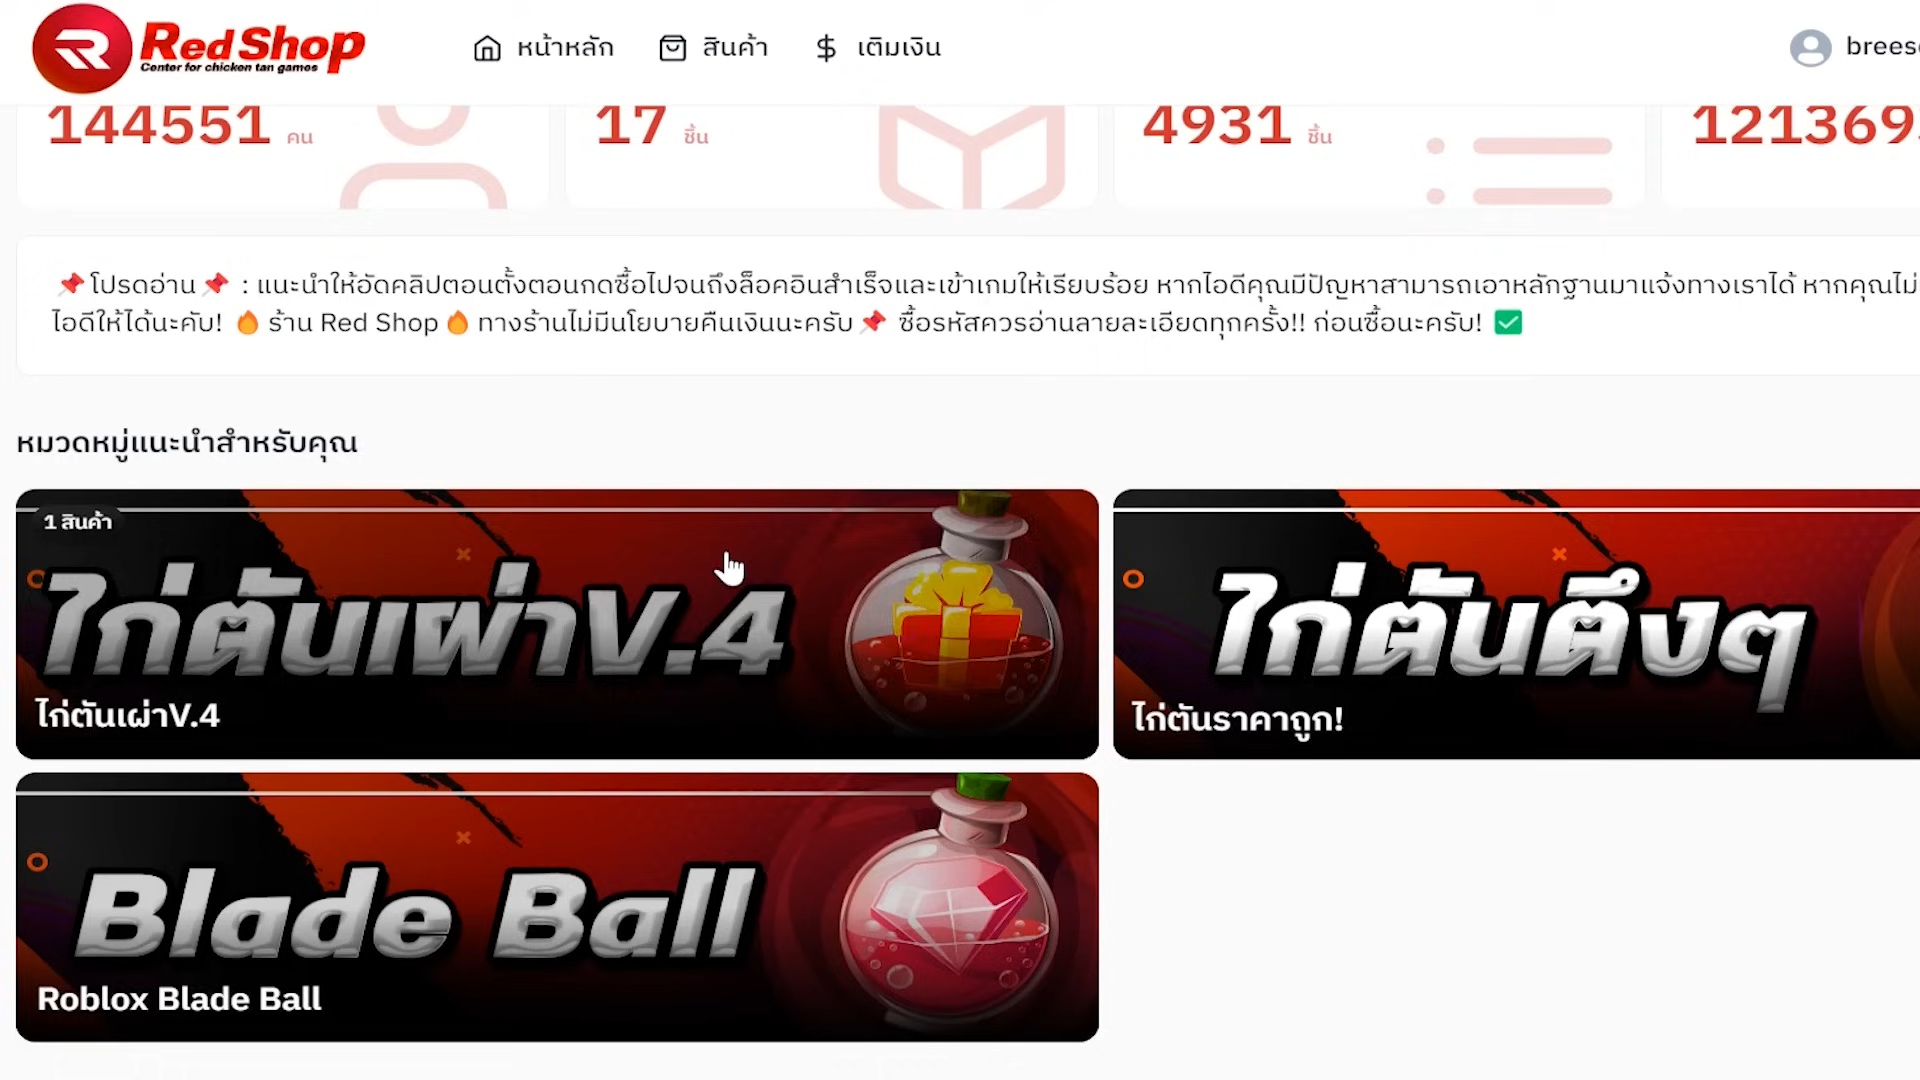 Red Shop
Center for chicken tan games
หน้าหลัก
สินค้า
เติมเงิน
144551 คน
17 ชิ้น
4931 ชิ้น
📌 โปรดอ่าน 📌 : แนะนำให้อัดคลิปตอนตั้งตอนกดซื้อไปจนถึงล็อคอินสำเร็จและเข้าเกมให้เรียบร้อย หากไอดีคุณมีปัญหาสามารถเอาหลักฐานมาแจ้งทางเราได้ หากคุณไม่
ไอดีให้ได้นะคับ! 🔥 ร้าน Red Shop 🔥 ทางร้านไม่มีนโยบายคืนเงินนะครับ 📌 ซื้อรหัสควรอ่านลายละเอียดทุกครั้ง!! ก่อนซื้อนะครับ! ✅
หมวดหมู่แนะนำสำหรับคุณ
1 สินค้า
ไก่ตันเผ่าV.4
ไก่ตันเผ่าV.4
ไก่ตันตึงๆ
ไก่ตันราคาถูก!
Blade Ball
Roblox Blade Ball